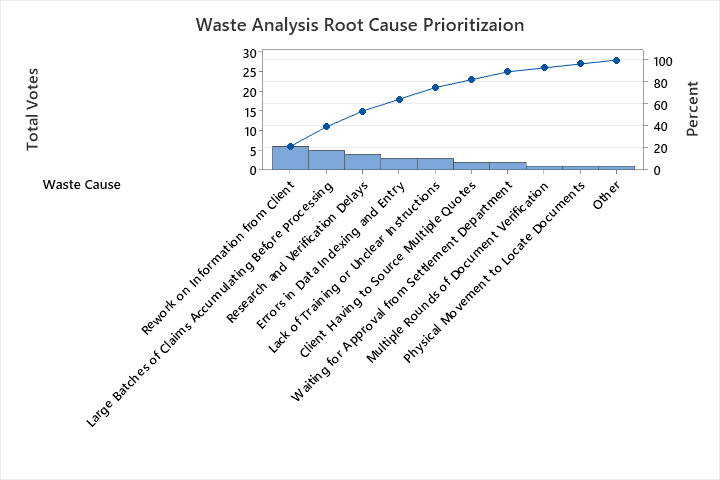 Waste Analysis Root Cause Prioritizaion
Total Votes
30
25
20
15
10
5
0
100
80
60
40
20
0
Percent
Waste Cause
Rework on Information from Client
Large Batches of Claims Accumulating Before Processing
Research and Verification Delays
Errors in Data Indexing and Entry
Lack of Training or Unclear Instructions
Client Having to Source Multiple Quotes
Waiting for Approval from Settlement Department
Multiple Rounds of Document Verification
Physical Movement to Locate Documents
Other